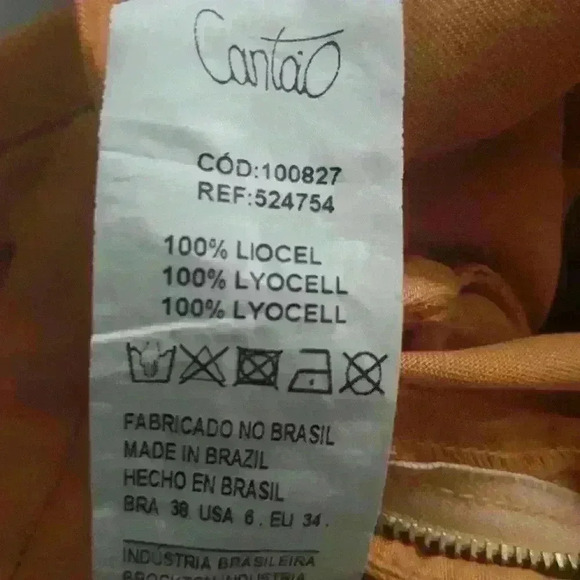 Cantão
CÓD:100827
REF:524754
100% LIOCEL
100% LYOCELL
100% LYOCELL
FABRICADO NO BRASIL
MADE IN BRAZIL
HECHO EN BRASIL
BRA 38. USA 6. EU 34.
INDÚSTRIA BRASILEIRA